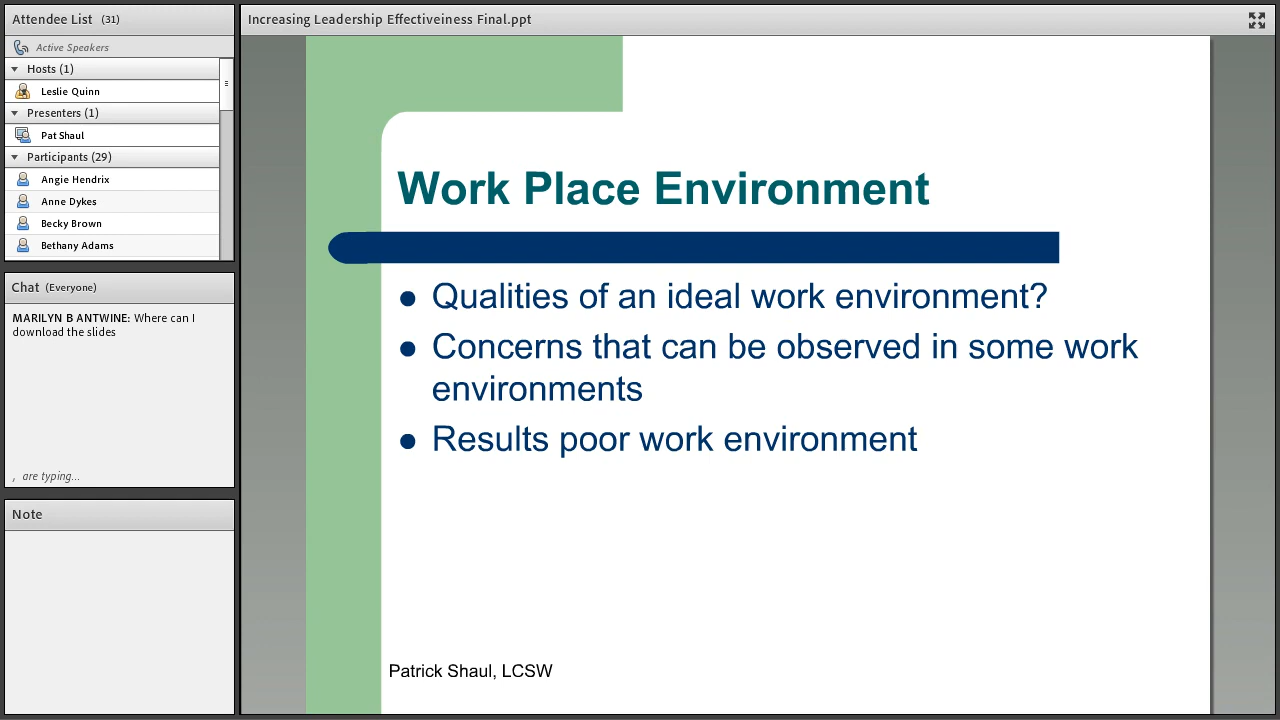 Attendee List (31)
Active Speakers
Hosts (1)
Leslie Quinn
Presenters (1)
Pat Shaul
Participants (29)
Angie Hendrix
Anne Dykes
Becky Brown
Bethany Adams
Chat (Everyone)
MARILYN B ANTWINE: Where can I
download the slides
, are typing...
Note
Increasing Leadership Effectiveiness Final.ppt
Work Place Environment
● Qualities of an ideal work environment?
● Concerns that can be observed in some work
environments
● Results poor work environment
Patrick Shaul, LCSW